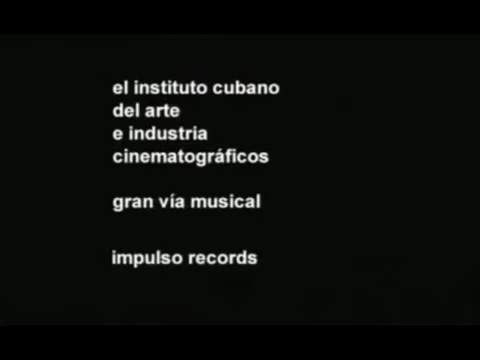 el instituto cubano
del arte
e industria
cinematográficos
gran vía musical
impulso records